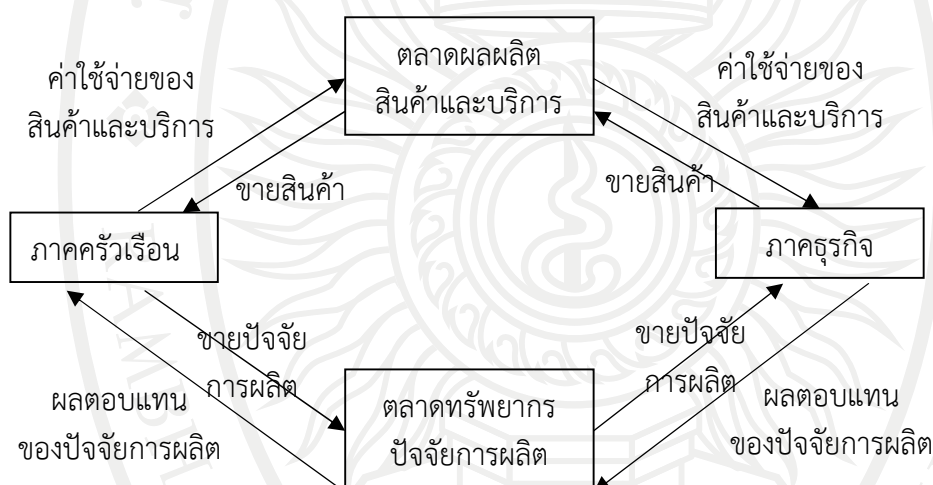 ตลาดผลผลิต
สินค้าและบริการ
ค่าใช้จ่ายของ
สินค้าและบริการ
ค่าใช้จ่ายของ
สินค้าและบริการ
ขายสินค้า
ขายสินค้า
ภาคครัวเรือน
ภาคธุรกิจ
ขายปัจจัย
การผลิต
ขายปัจจัย
การผลิต
ผลตอบแทน
ของปัจจัยการผลิต
ตลาดทรัพยากร
ปัจจัยการผลิต
ผลตอบแทน
ของปัจจัยการผลิต